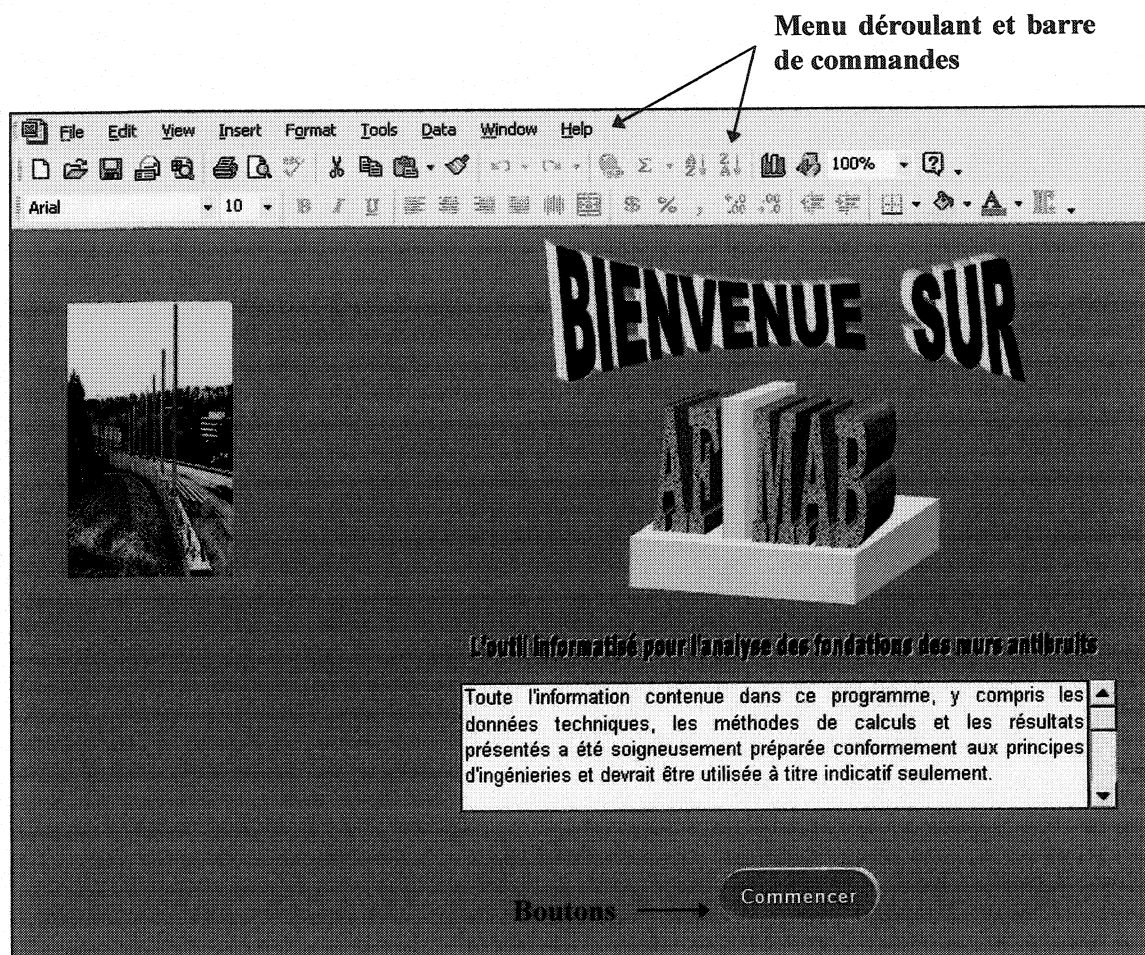 Menu déroulant et barre
de commandes
File Edit View Insert Format Tools Data Window Help
100%
Arial 10 B I U $ % ,
BIENVENUE SUR
AE MAB
L'outil informatisé pour l'analyse des fondations des murs antibruits
Toute l'information contenue dans ce programme, y compris les
données techniques, les méthodes de calculs et les résultats
présentés a été soigneusement préparée conformement aux principes
d'ingénieries et devrait être utilisée à titre indicatif seulement.
Commencer
Boutons